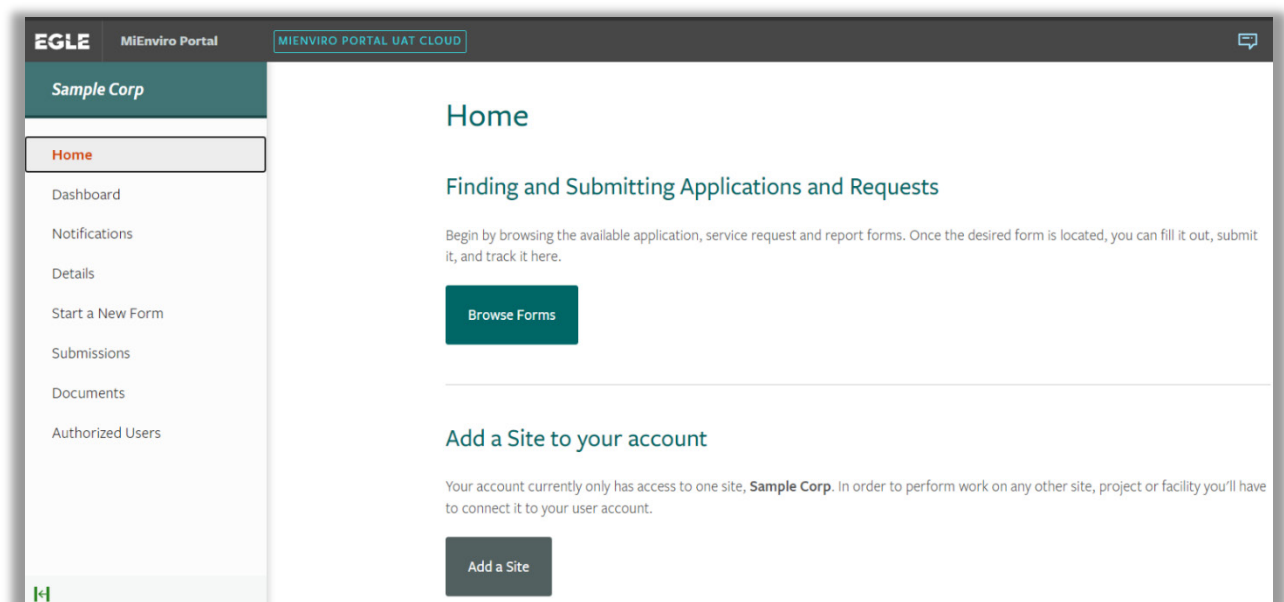 EGLE MiEnviro Portal MIENVIRO PORTAL UAT CLOUD
Sample Corp
Home
Dashboard
Notifications
Details
Start a New Form
Submissions
Documents
Authorized Users
Home
Finding and Submitting Applications and Requests
Begin by browsing the available application, service request and report forms. Once the desired form is located, you can fill it out, submit
it, and track it here.
Browse Forms
Add a Site to your account
Your account currently only has access to one site, Sample Corp. In order to perform work on any other site, project or facility you'll have
to connect it to your user account.
Add a Site